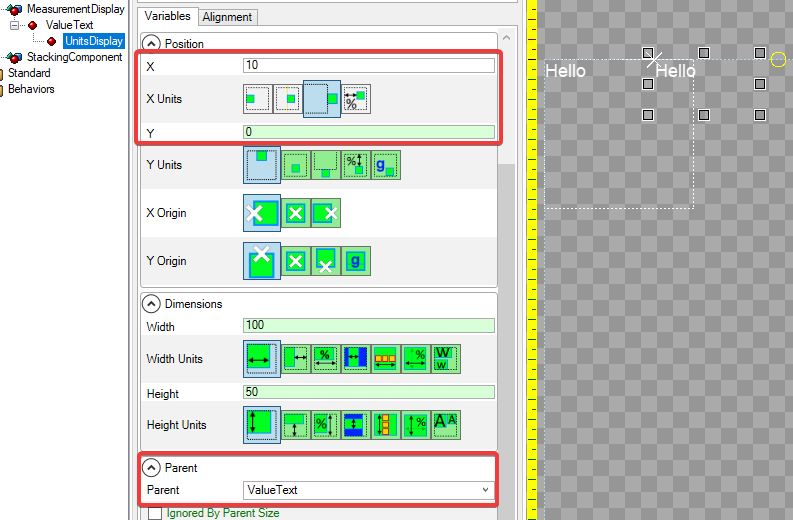 MeasurementDisplay
ValueText
UnitsDisplay
StackingComponent
Standard
Behaviors
Variables
Alignment
Position
X
10
X Units
%
Y
0
Y Units
%
g
X Origin
Y Origin
g
Dimensions
Width
100
Width Units
%
%
W
w
Height
50
Height Units
%
%
A A
Parent
Parent
ValueText
Ignored By Parent Size
Hello
Hello